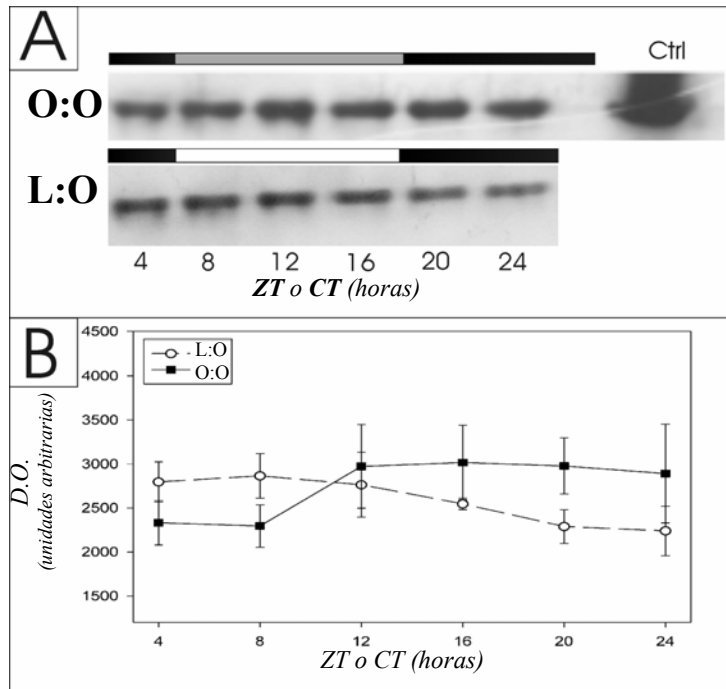 A
Ctrl
O:O
L:O
4 8 12 16 20 24
ZT o CT (horas)
B
L:O
O:O
4500
4000
3500
3000
2500
2000
1500
D.O.
(unidades arbitrarias)
4 8 12 16 20 24
ZT o CT (horas)